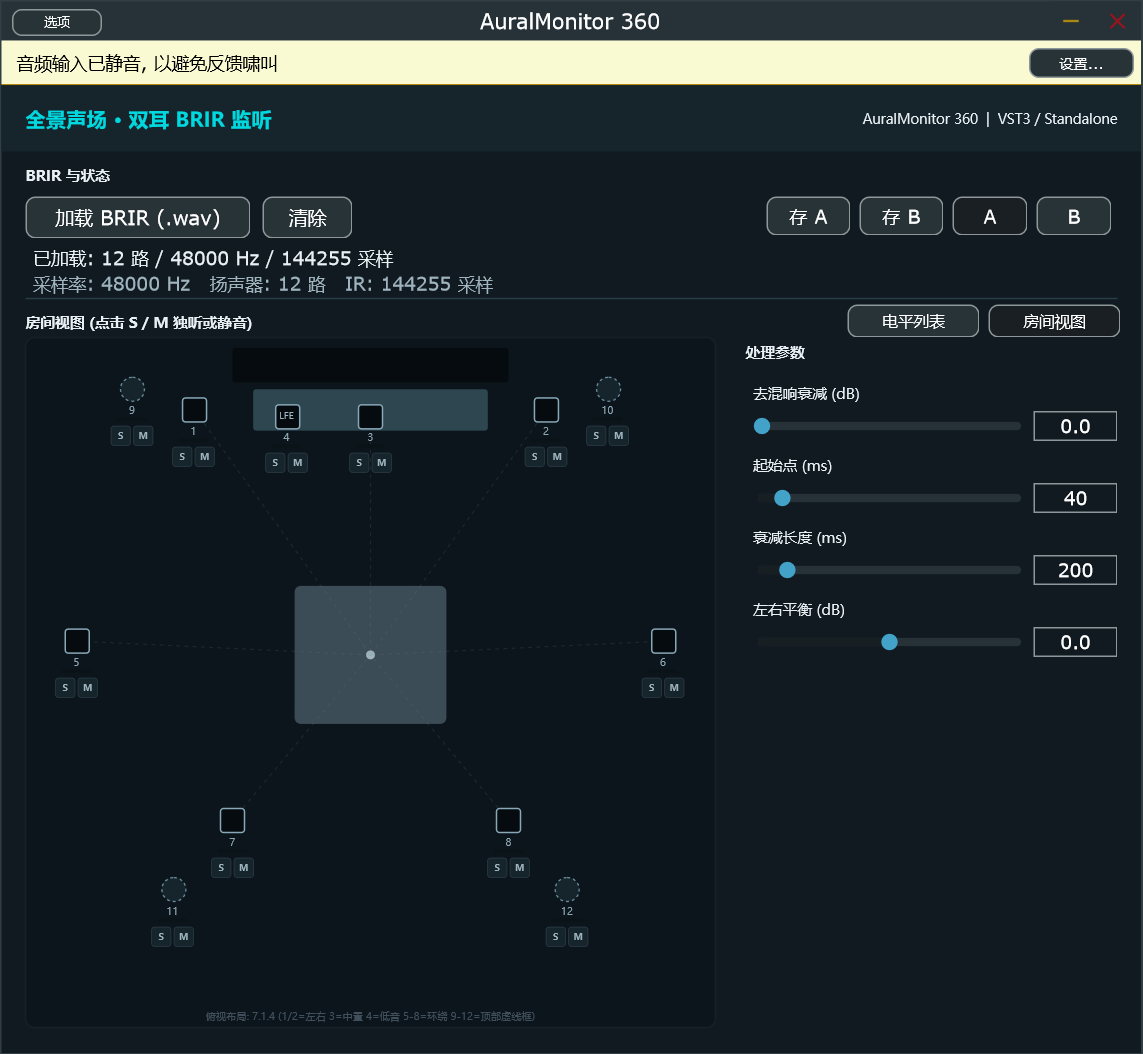 选项
AuralMonitor 360
音频输入已静音, 以避免反馈啸叫
设置...
全景声场 · 双耳 BRIR 监听
AuralMonitor 360 | VST3 / Standalone
BRIR 与状态
加载 BRIR (.wav)
清除
存 A
存 B
A
B
已加载: 12 路 / 48000 Hz / 144255 采样
采样率: 48000 Hz 扬声器: 12 路 IR: 144255 采样
房间视图 (点击 S / M 独听或静音)
电平列表
房间视图
处理参数
去混响衰减 (dB)
0.0
起始点 (ms)
40
衰减长度 (ms)
200
左右平衡 (dB)
0.0
9
S M
1
S M
LFE
4
S M
3
S M
2
S M
10
S M
5
S M
6
S M
7
S M
8
S M
11
S M
12
S M
俯视布局: 7.1.4 (1/2=左右 3=中置 4=低音 5-8=环绕 9-12=顶部虚线框)